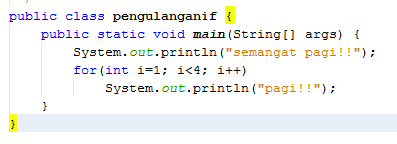 public class pengulanganif {
    public static void main(String[] args) {
        System.out.println("semangat pagi!!");
        for(int i=1; i<4; i++)
            System.out.println("pagi!!");
    }
}